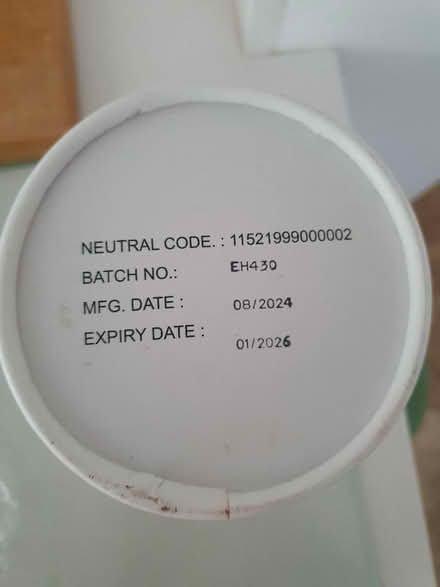 NEUTRAL CODE. : 11521999000002
BATCH NO.: EH430
MFG. DATE : 08/2024
EXPIRY DATE : 01/2026